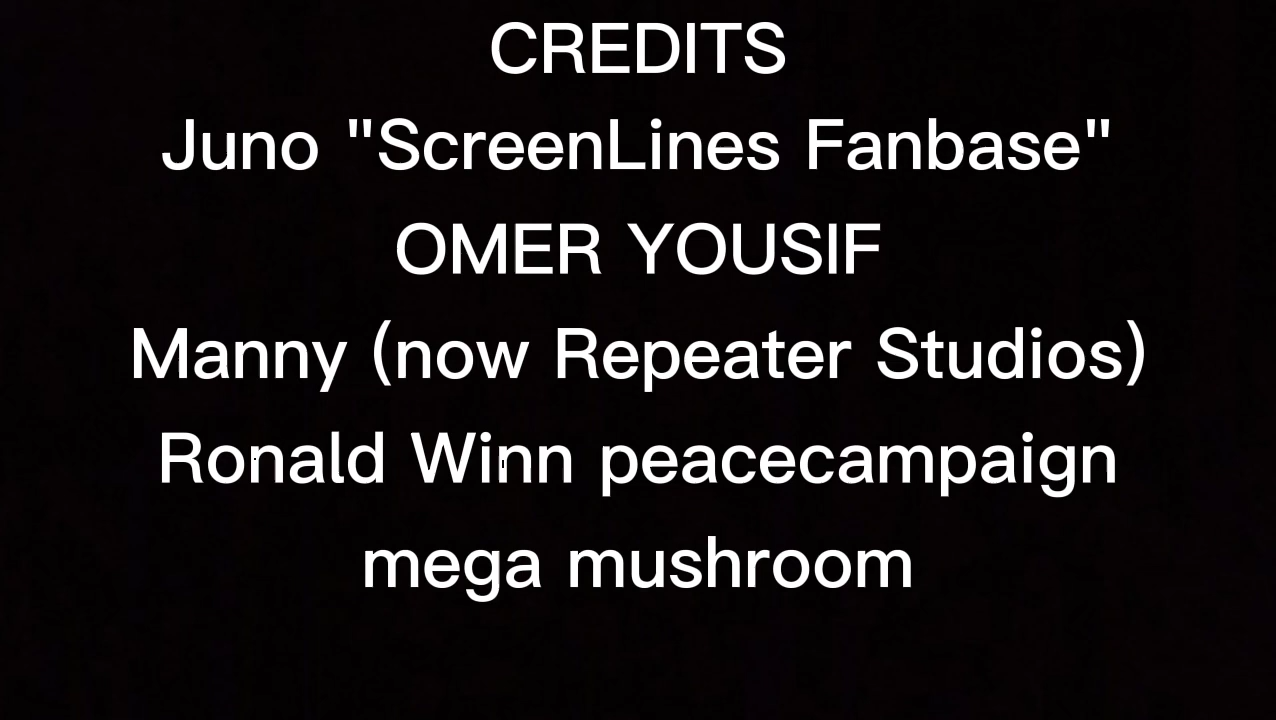 CREDITS
Juno "ScreenLines Fanbase"
OMER YOUSIF
Manny (now Repeater Studios)
Ronald Winn peacecampaign
mega mushroom